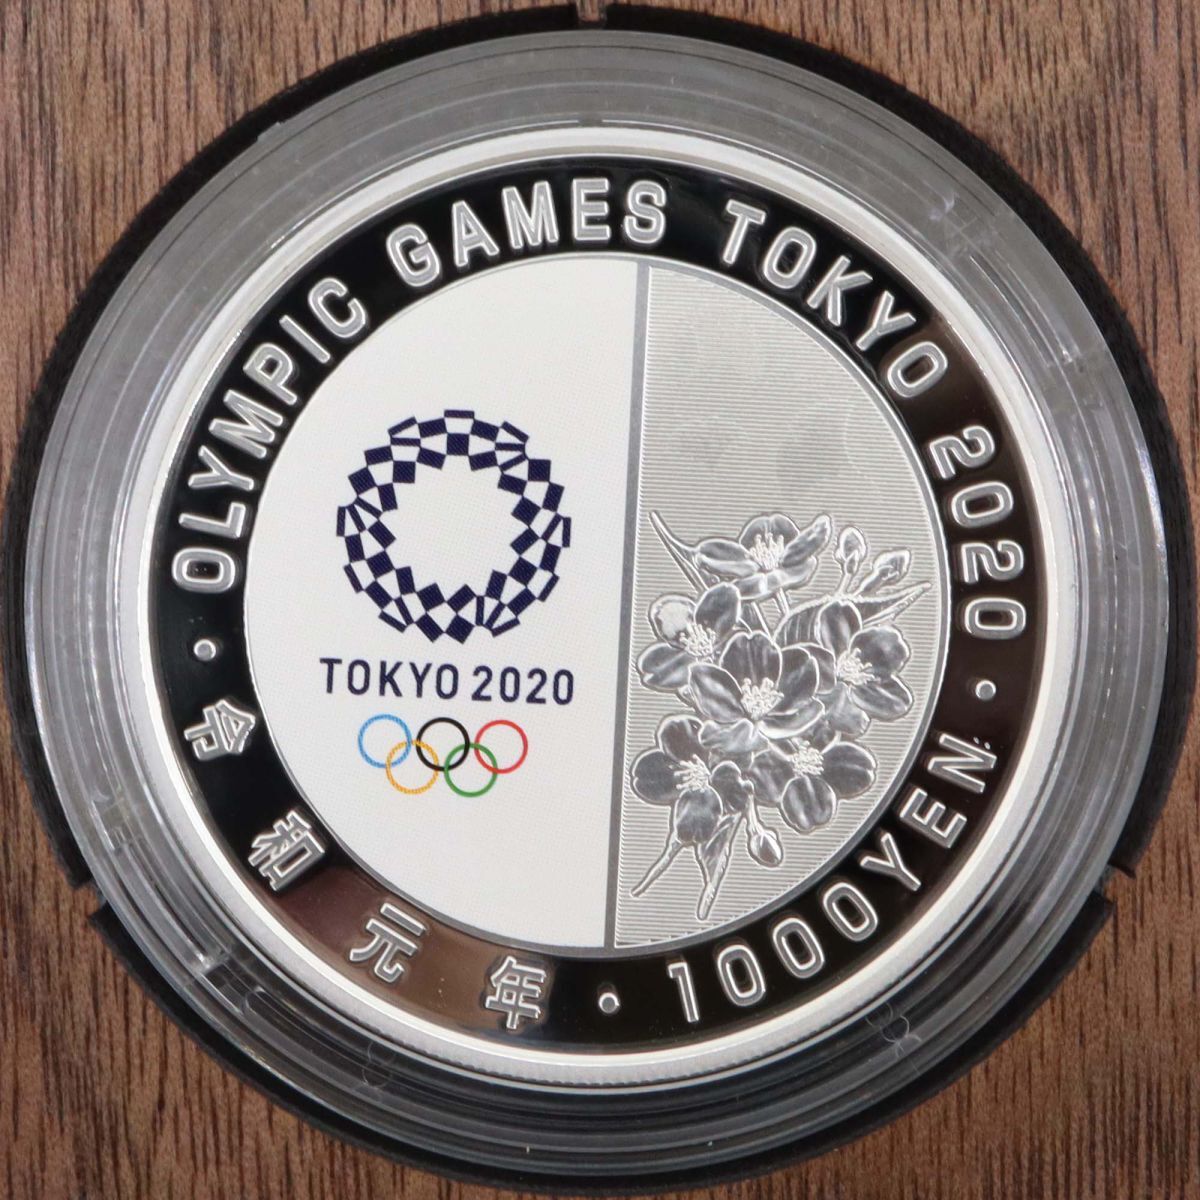 OLYMPIC GAMES TOKYO 2020
TOKYO 2020
令和元年・1000YEN・